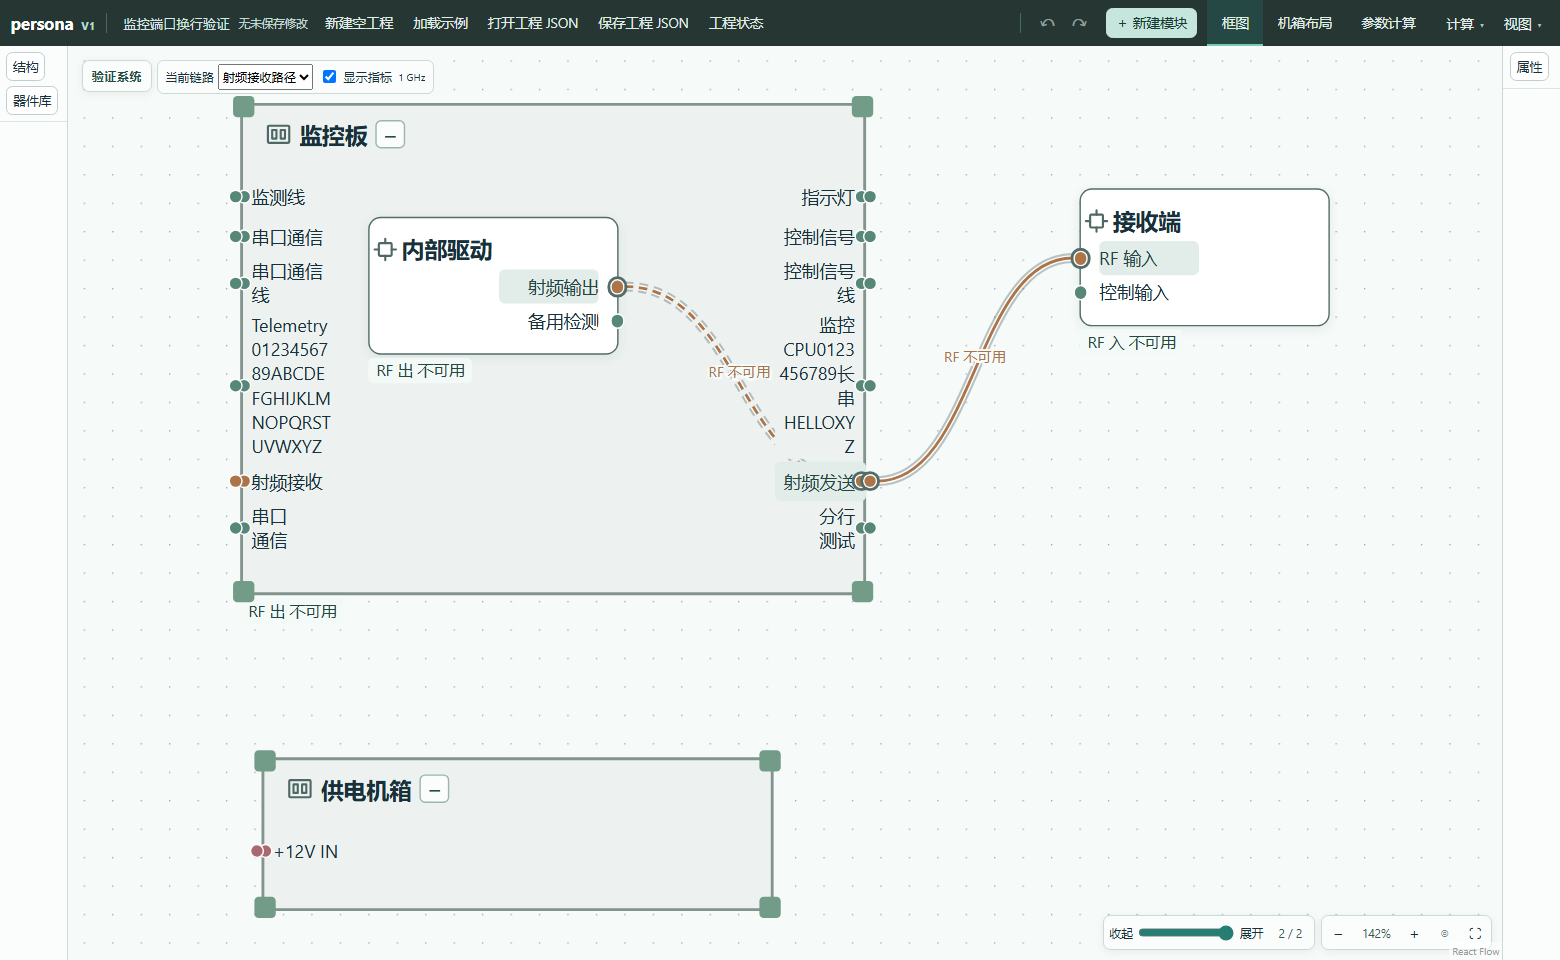 persona V1 监控端口换行验证 无未保存修改 新建空工程 加载示例 打开工程 JSON 保存工程 JSON 工程状态 + 新建模块 框图 机箱布局 参数计算 计算 视图
结构
器件库
验证系统 当前链路 射频接收路径 显示指标 1 GHz
属性
监控板 −
监测线
串口通信
串口通信
线
Telemetry
01234567
89ABCDE
FGHIJKLM
NOPQRST
UVWXYZ
射频接收
串口
通信
内部驱动
射频输出
备用检测
RF 出 不可用
RF 不可用
指示灯
控制信号
控制信号
线
监控
CPU0123
456789长
串
HELLOXY
Z
射频发送
分行
测试
RF 出 不可用
RF 不可用
接收端
RF 输入
控制输入
RF 入 不可用
供电机箱 −
+12V IN
收起 展开 2 / 2 − 142% +
React Flow